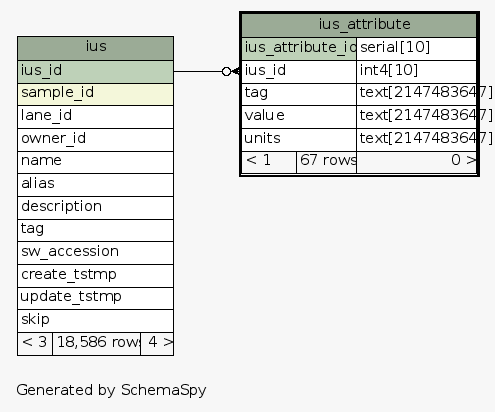 ius
ius_id
sample_id
lane_id
owner_id
name
alias
description
tag
sw_accession
create_tstmp
update_tstmp
skip
< 3 18,586 rows 4 >
ius_attribute
ius_attribute_id serial[10]
ius_id int4[10]
tag text[2147483647]
value text[2147483647]
units text[2147483647]
< 1 67 rows 0 >
Generated by SchemaSpy